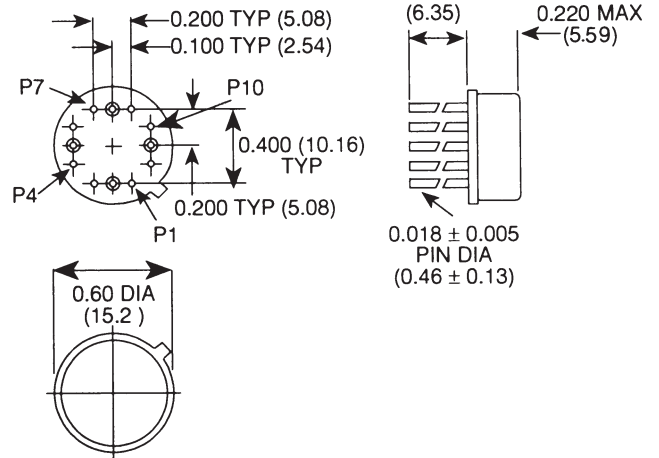 0.200 TYP (5.08)
0.100 TYP (2.54)
P7
P10
0.400 (10.16)
TYP
P4
0.200 TYP (5.08)
P1
(6.35)
0.220 MAX
(5.59)
0.018 ± 0.005
PIN DIA
(0.46 ± 0.13)
0.60 DIA
(15.2 )